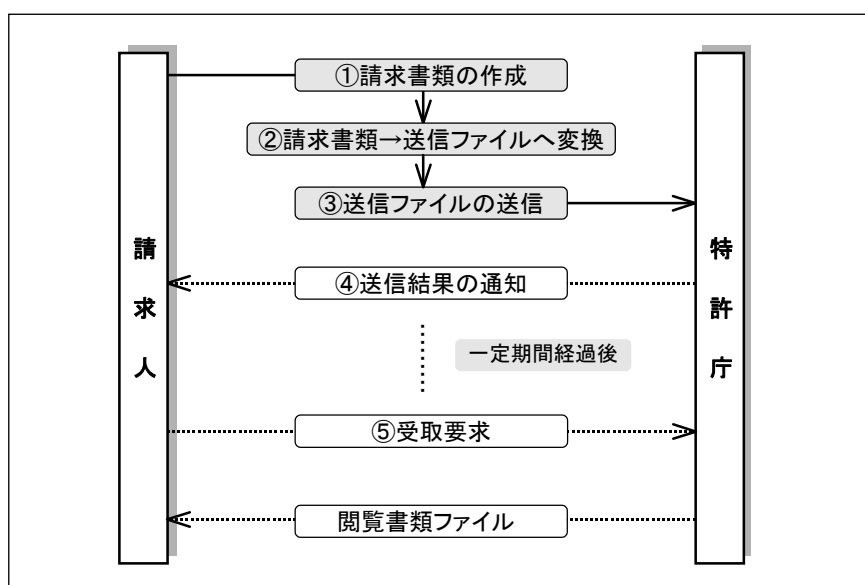 ①請求書類の作成
②請求書類→送信ファイルへ変換
③送信ファイルの送信
請求人
特許庁
④送信結果の通知
一定期間経過後
⑤受取要求
閲覧書類ファイル